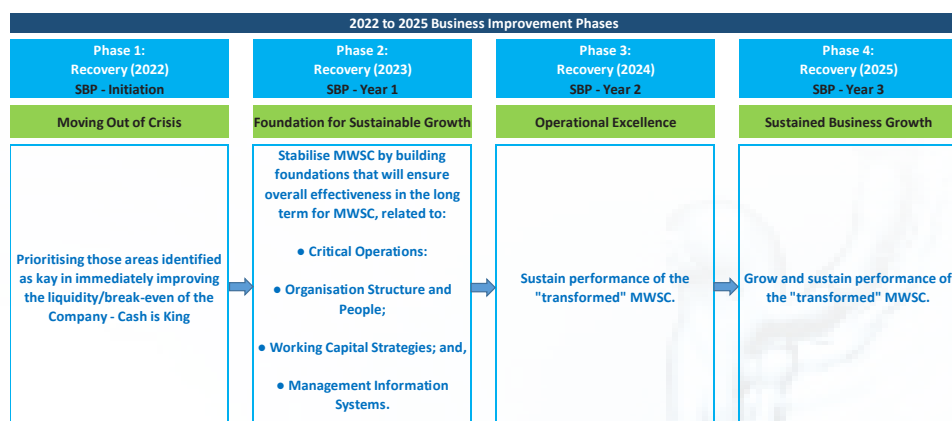 2022 to 2025 Business Improvement Phases
Phase 1:
Recovery (2022)
SBP - Initiation
Moving Out of Crisis
Prioritising those areas identified
as kay in immediately improving
the liquidity/break-even of the
Company - Cash is King
Phase 2:
Recovery (2023)
SBP - Year 1
Foundation for Sustainable Growth
Stabilise MWSC by building
foundations that will ensure
overall effectiveness in the long
term for MWSC, related to:
● Critical Operations:
● Organisation Structure and
People;
● Working Capital Strategies; and,
● Management Information
Systems.
Phase 3:
Recovery (2024)
SBP - Year 2
Operational Excellence
Sustain performance of the
"transformed" MWSC.
Phase 4:
Recovery (2025)
SBP - Year 3
Sustained Business Growth
Grow and sustain performance of
the "transformed" MWSC.